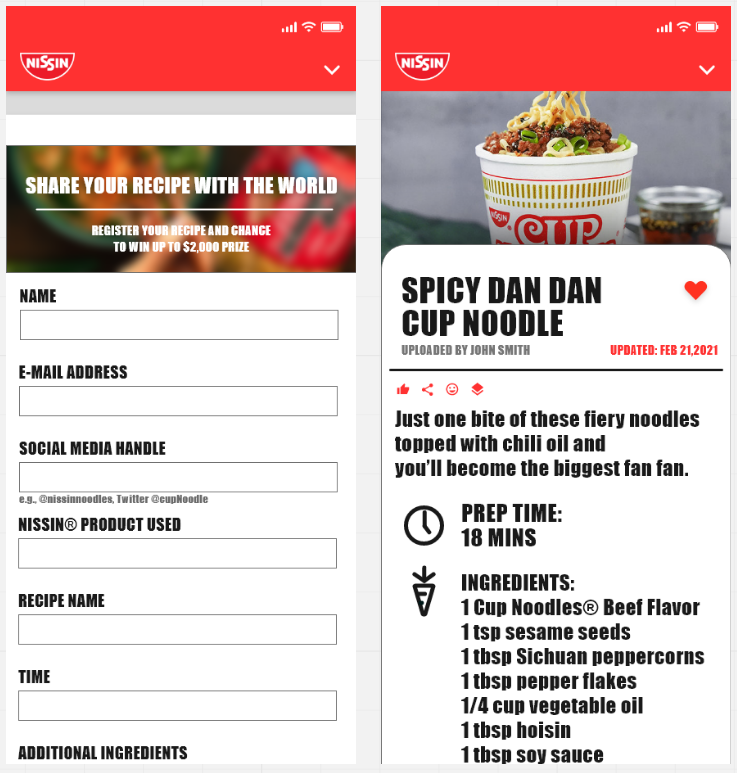 NISSIN
SHARE YOUR RECIPE WITH THE WORLD
REGISTER YOUR RECIPE AND CHANCE
TO WIN UP TO $2,000 PRIZE
NAME
E-MAIL ADDRESS
SOCIAL MEDIA HANDLE
e.g., @nissinnoodles, Twitter @cupNoodle
NISSIN® PRODUCT USED
RECIPE NAME
TIME
ADDITIONAL INGREDIENTS
NISSIN
NISSIN
CUP
SPICY DAN DAN
CUP NOODLE
UPLOADED BY JOHN SMITH
UPDATED: FEB 21,2021
Just one bite of these fiery noodles
topped with chili oil and
you'll become the biggest fan fan.
PREP TIME:
18 MINS
INGREDIENTS:
1 Cup Noodles® Beef Flavor
1 tsp sesame seeds
1 tbsp Sichuan peppercorns
1 tbsp pepper flakes
1/4 cup vegetable oil
1 tbsp hoisin
1 tbsp soy sauce